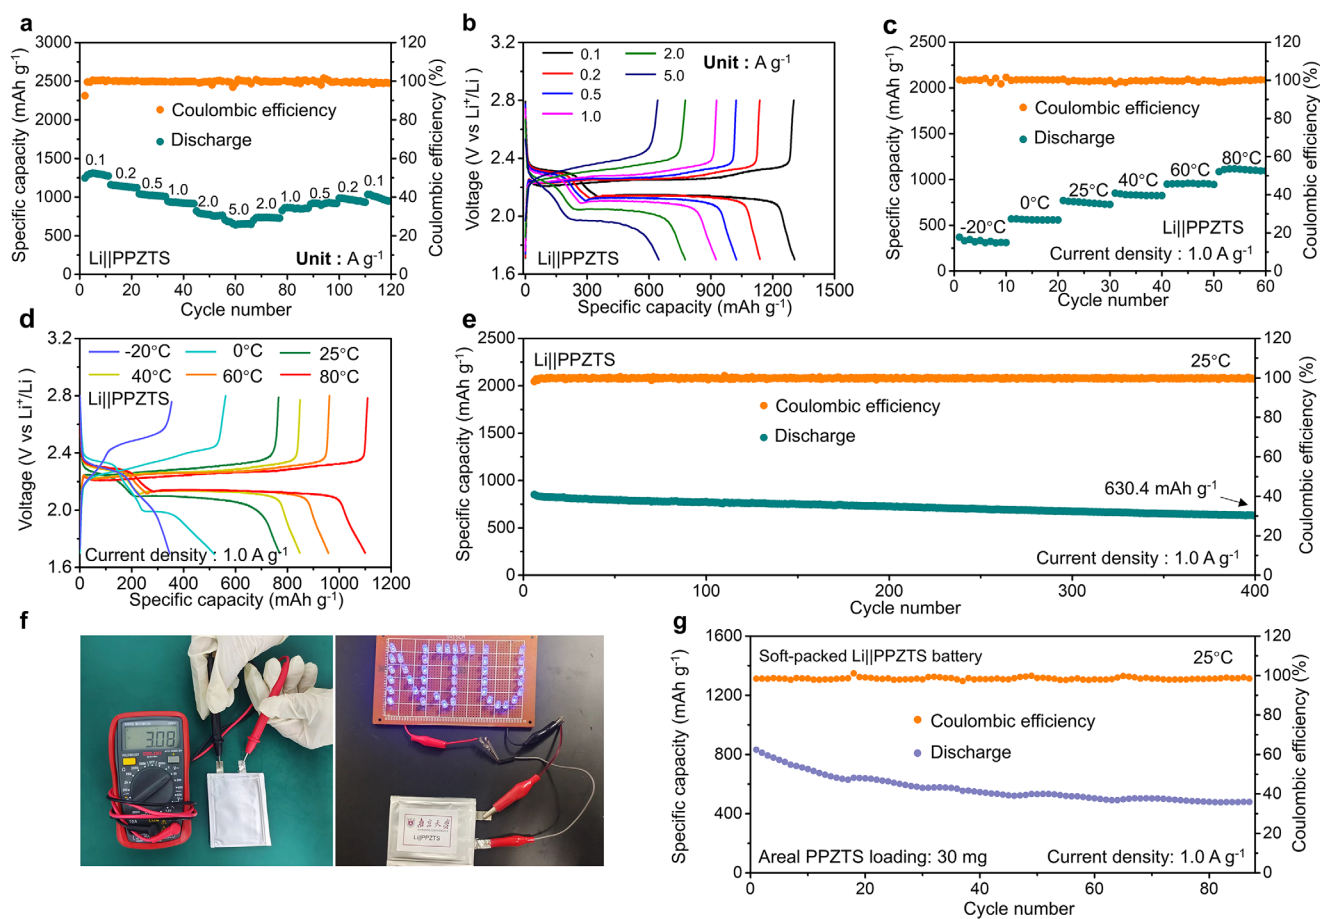 a
Specific capacity (mAh g⁻¹)
3000
2500
2000
1500
1000
500
0
120
100
80
60
40
20
0
Coulombic efficiency (%)
Coulombic efficiency
Discharge
0.1
0.2
0.5
1.0
2.0
5.0
2.0
1.0
0.5
0.2
0.1
Li||PPZTS
Unit : A g⁻¹
0 20 40 60 80 100 120
Cycle number
b
Voltage (V vs Li⁺/Li)
3.2
2.8
2.4
2.0
1.6
0.1
0.2
0.5
1.0
2.0
5.0
Unit : A g⁻¹
Li||PPZTS
0 300 600 900 1200 1500
Specific capacity (mAh g⁻¹)
c
Specific capacity (mAh g⁻¹)
2500
2000
1500
1000
500
0
120
100
80
60
40
20
0
Coulombic efficiency (%)
Coulombic efficiency
Discharge
-20°C
0°C
25°C
40°C
60°C
80°C
Li||PPZTS
Current density : 1.0 A g⁻¹
0 10 20 30 40 50 60
Cycle number
d
Voltage (V vs Li⁺/Li )
3.2
2.8
2.4
2.0
1.6
-20°C 0°C 25°C
40°C 60°C 80°C
Li||PPZTS
Current density : 1.0 A g⁻¹
0 200 400 600 800 1000 1200
Specific capacity (mAh g⁻¹)
e
Specific capacity (mAh g⁻¹)
2500
2000
1500
1000
500
0
120
100
80
60
40
20
0
Coulombic efficiency (%)
Li||PPZTS
25°C
Coulombic efficiency
Discharge
630.4 mAh g⁻¹
Current density : 1.0 A g⁻¹
0 100 200 300 400
Cycle number
f
3.08
NJU
南京大学
Li||PPZTS
g
Specific capacity (mAh g⁻¹)
1600
1200
800
400
0
120
100
80
60
40
20
0
Coulombic efficiency (%)
Soft-packed Li||PPZTS battery
25°C
Coulombic efficiency
Discharge
Areal PPZTS loading: 30 mg
Current density: 1.0 A g⁻¹
0 20 40 60 80
Cycle number